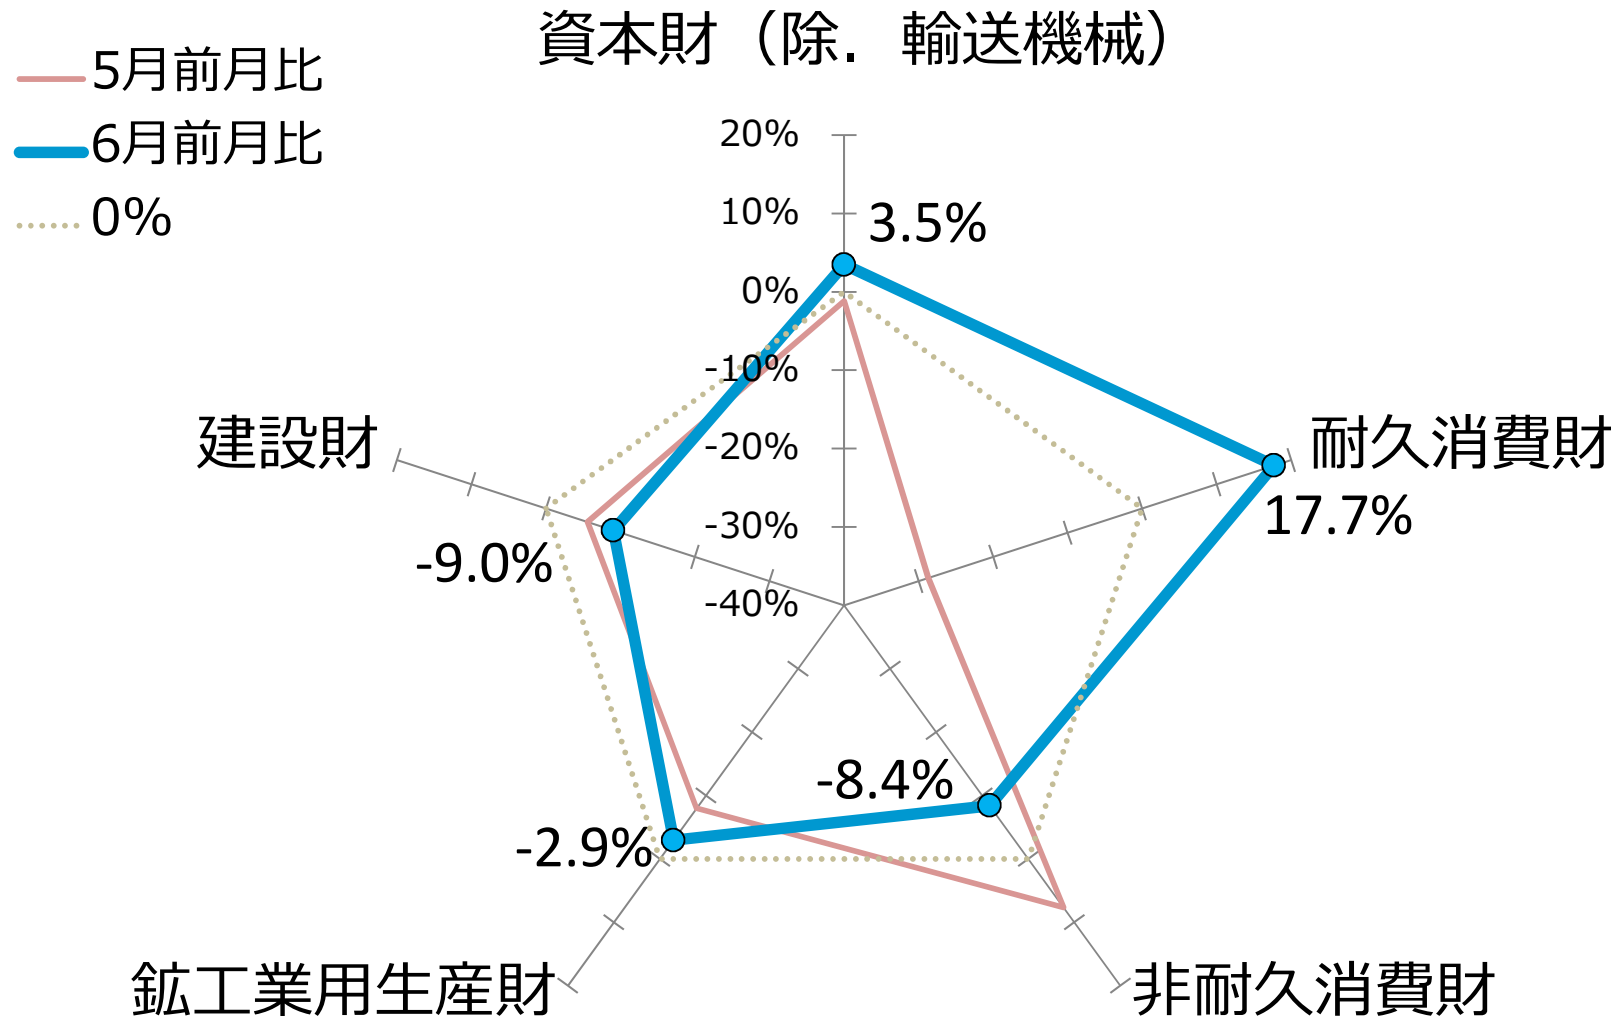 資本財（除．輸送機械）
5月前月比
6月前月比
0%
20%
10%
0%
-10%
-20%
-30%
-40%
3.5%
耐久消費財
17.7%
建設財
-9.0%
-8.4%
-2.9%
鉱工業用生産財
非耐久消費財